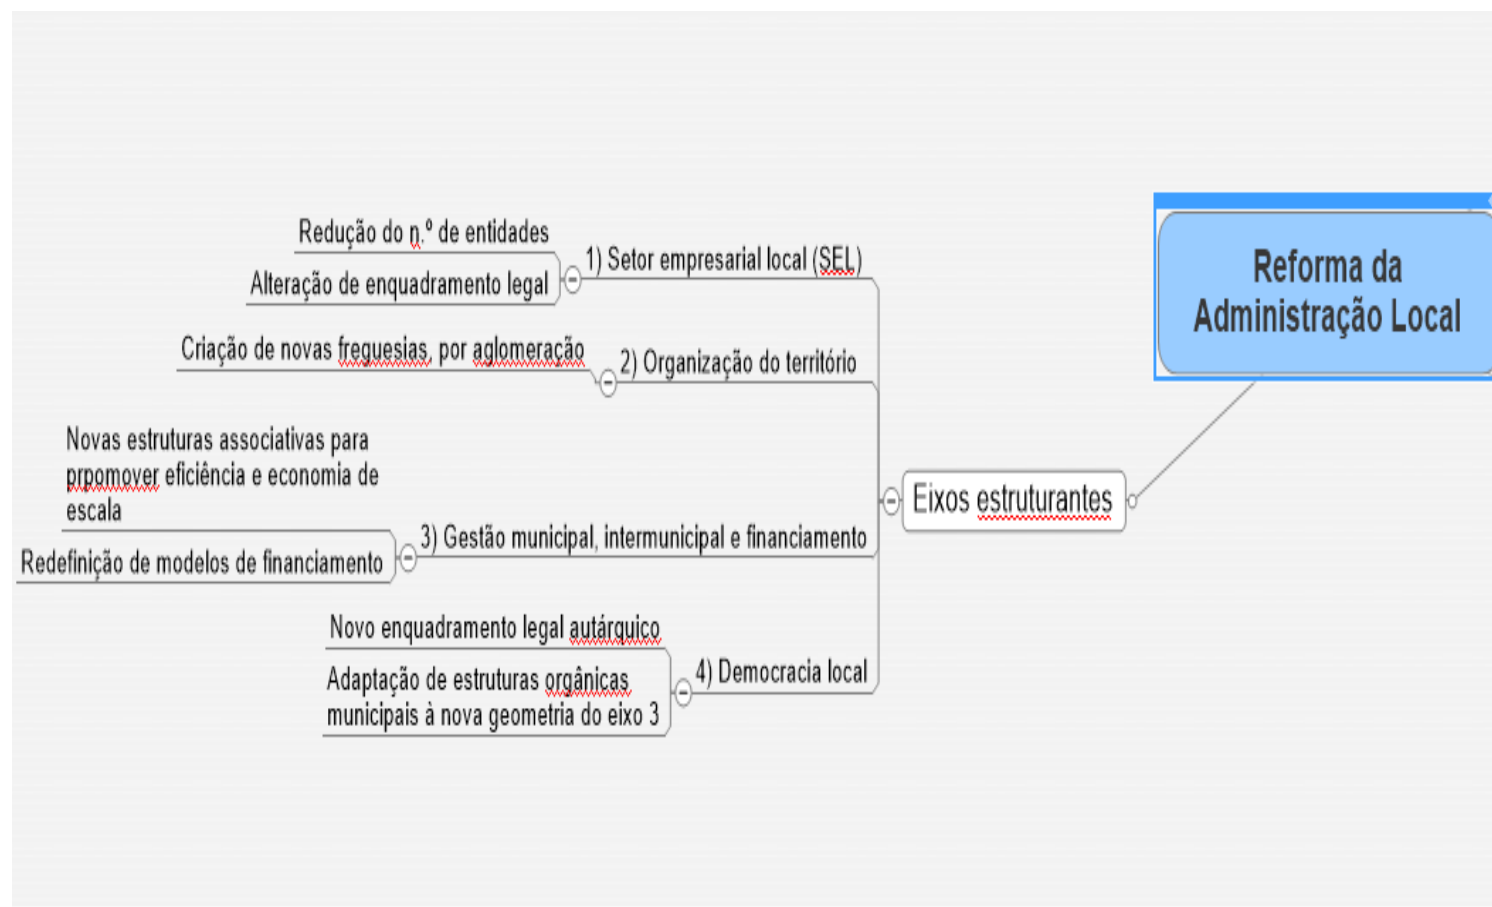 Reforma da
Administração Local
Eixos estruturantes
1) Setor empresarial local (SEL)
Redução do n.º de entidades
Alteração de enquadramento legal
2) Organização do território
Criação de novas freguesias, por aglomeração
3) Gestão municipal, intermunicipal e financiamento
Novas estruturas associativas para
prpomover eficiência e economia de
escala
Redefinição de modelos de financiamento
4) Democracia local
Novo enquadramento legal autárquico
Adaptação de estruturas orgânicas
municipais à nova geometria do eixo 3